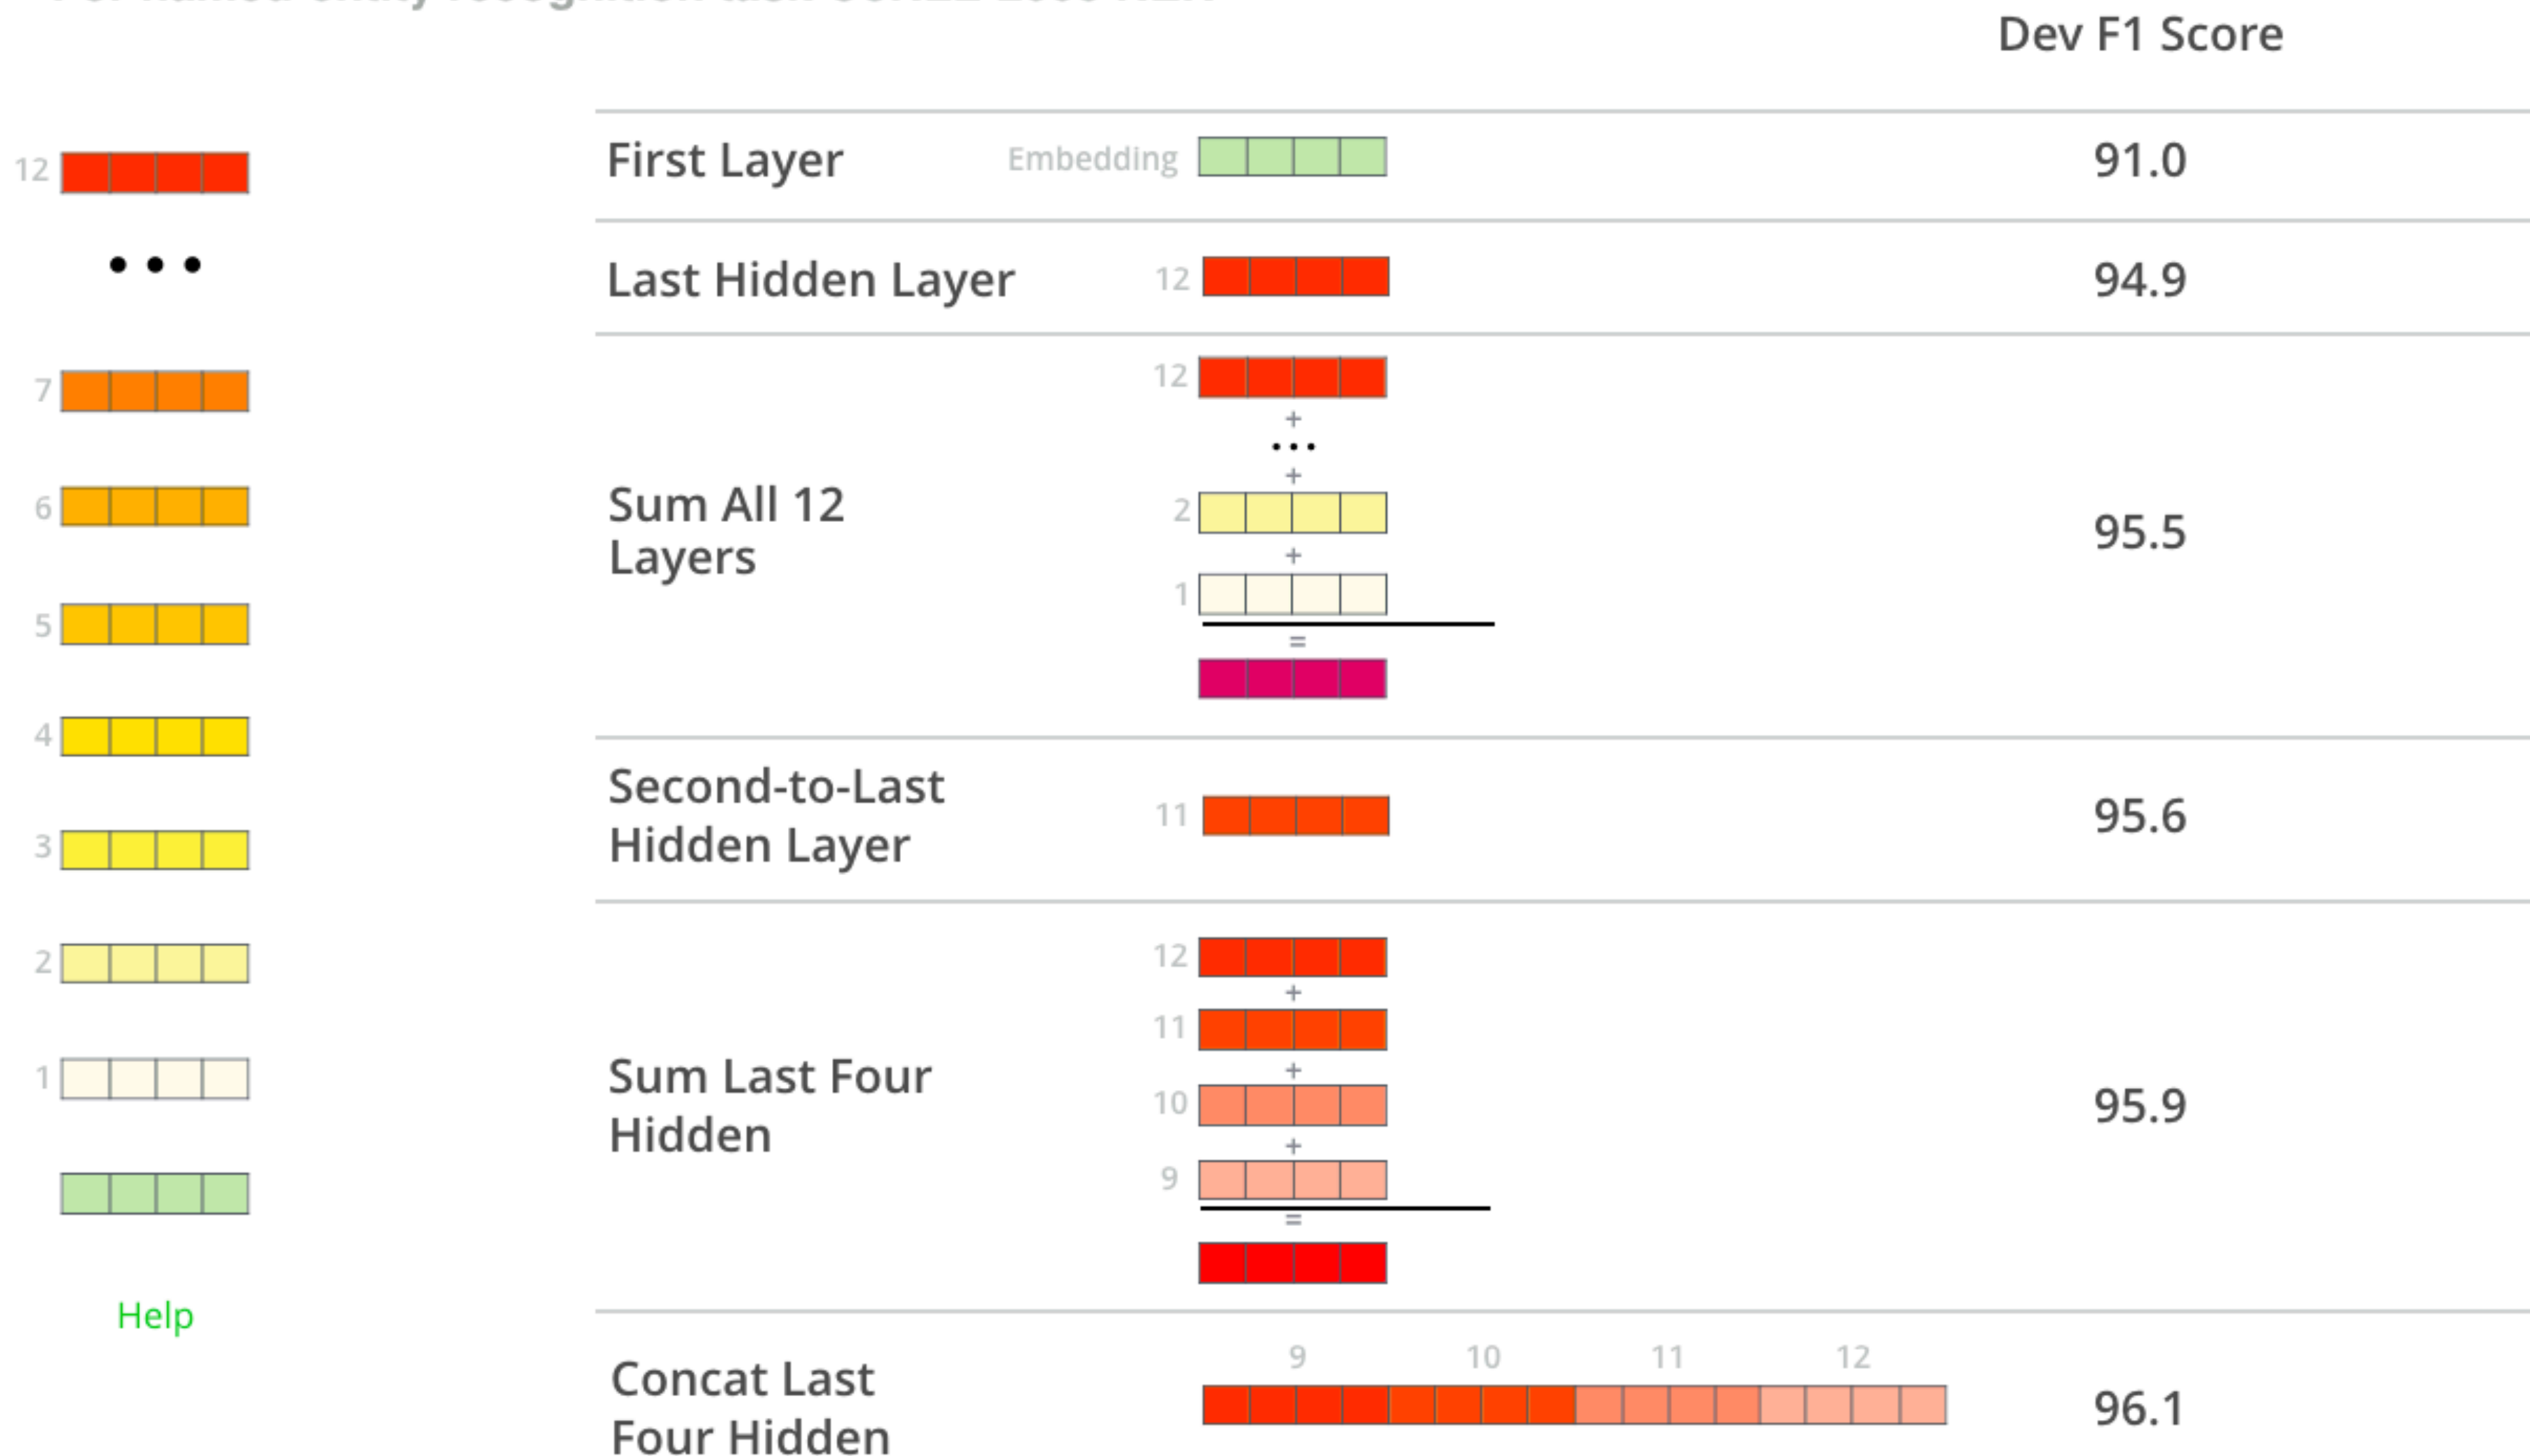 Dev F1 Score
12
7
6
5
4
3
2
1
Help
First Layer
Embedding
91.0
Last Hidden Layer
12
94.9
Sum All 12
Layers
12
+
...
+
2
+
1
=
95.5
Second-to-Last
Hidden Layer
11
95.6
Sum Last Four
Hidden
12
+
11
+
10
+
9
=
95.9
Concat Last
Four Hidden
9 10 11 12
96.1